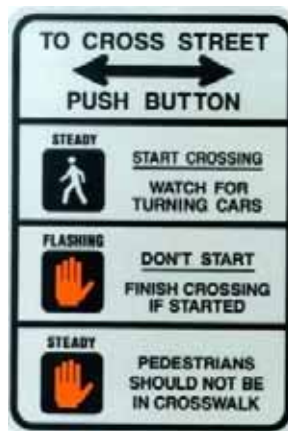 TO CROSS STREET
PUSH BUTTON
STEADY
START CROSSING
WATCH FOR
TURNING CARS
FLASHING
DON'T START
FINISH CROSSING
IF STARTED
STEADY
PEDESTRIANS
SHOULD NOT BE
IN CROSSWALK